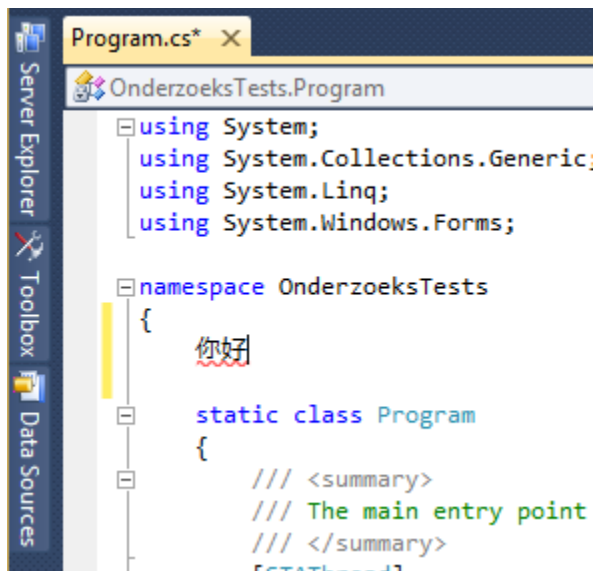 Program.cs*
Server Explorer
Toolbox
Data Sources
OnderzoeksTests.Program
using System;
using System.Collections.Generic;
using System.Linq;
using System.Windows.Forms;
namespace OnderzoeksTests
{
你好
static class Program
{
/// <summary>
/// The main entry point
/// </summary>
[STAThread]